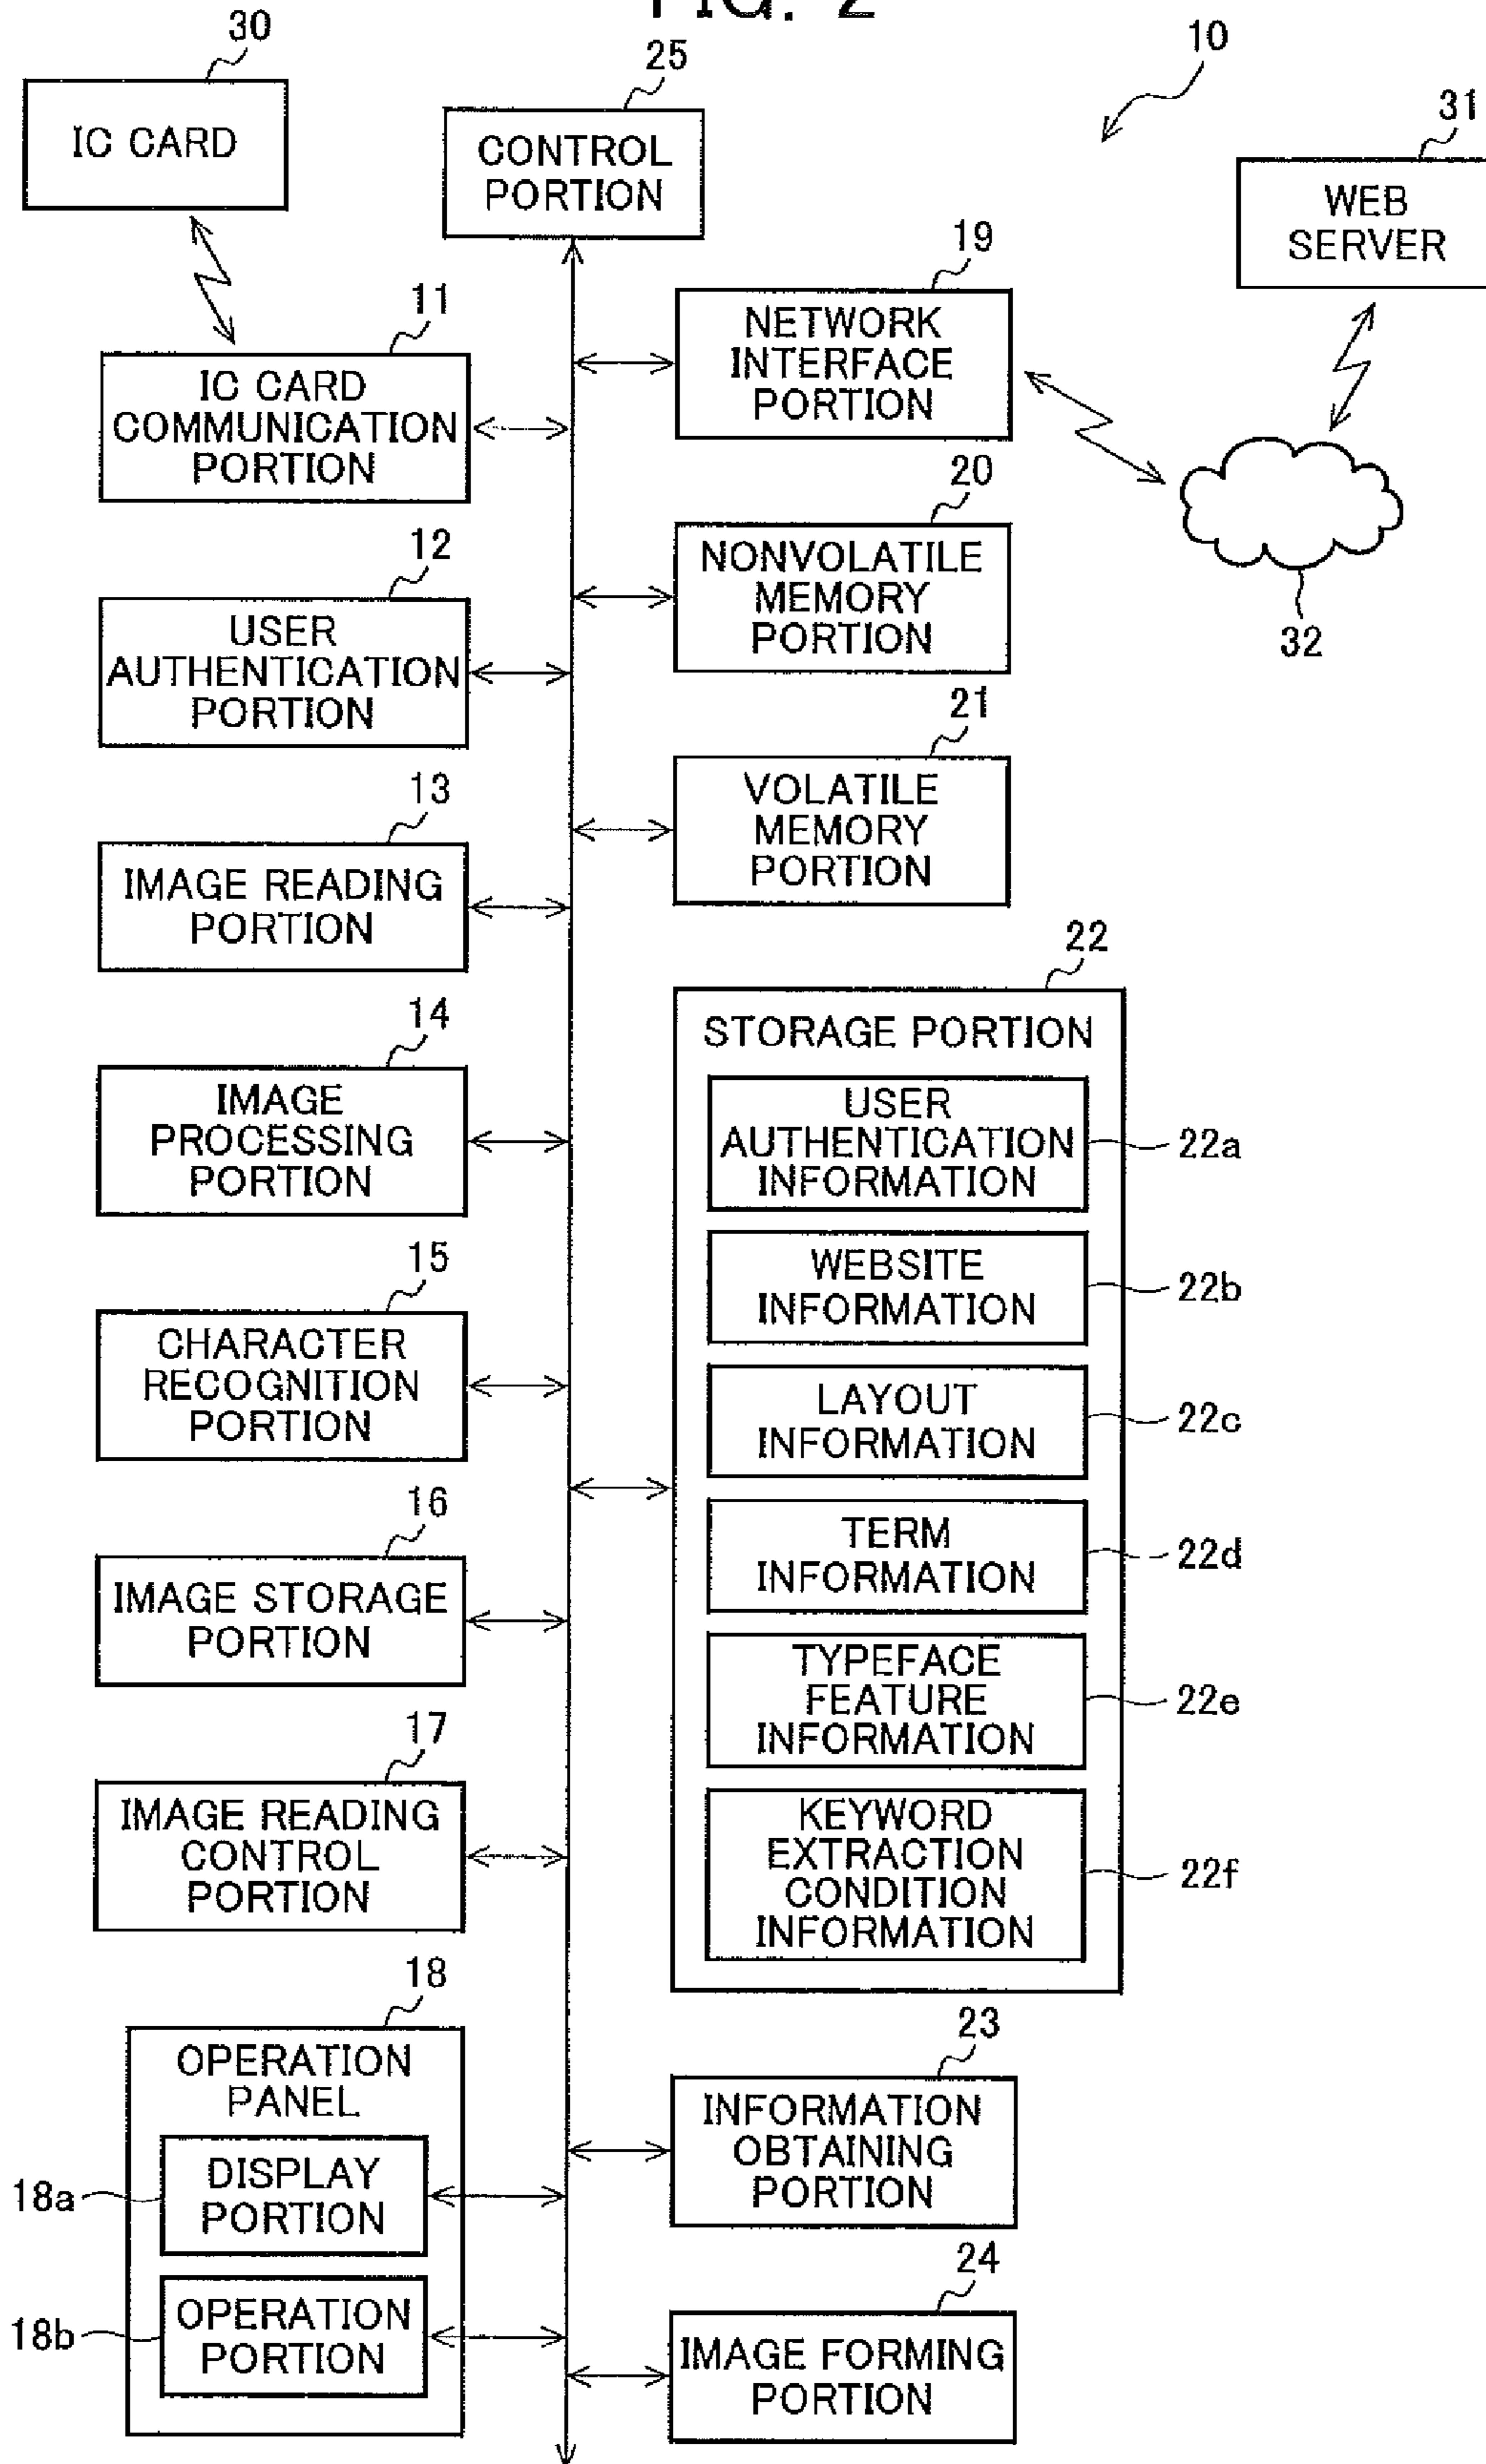 FIG. 2
30
IC CARD
25
CONTROL
PORTION
10
31
WEB
SERVER
11
IC CARD
COMMUNICATION
PORTION
19
NETWORK
INTERFACE
PORTION
32
12
USER
AUTHENTICATION
PORTION
20
NONVOLATILE
MEMORY
PORTION
13
IMAGE READING
PORTION
21
VOLATILE
MEMORY
PORTION
14
IMAGE
PROCESSING
PORTION
15
CHARACTER
RECOGNITION
PORTION
16
IMAGE STORAGE
PORTION
17
IMAGE READING
CONTROL
PORTION
18
OPERATION
PANEL
18a
DISPLAY
PORTION
18b
OPERATION
PORTION
22
STORAGE PORTION
USER
AUTHENTICATION
INFORMATION
22a
WEBSITE
INFORMATION
22b
LAYOUT
INFORMATION
22c
TERM
INFORMATION
22d
TYPEFACE
FEATURE
INFORMATION
22e
KEYWORD
EXTRACTION
CONDITION
INFORMATION
22f
23
INFORMATION
OBTAINING
PORTION
24
IMAGE FORMING
PORTION